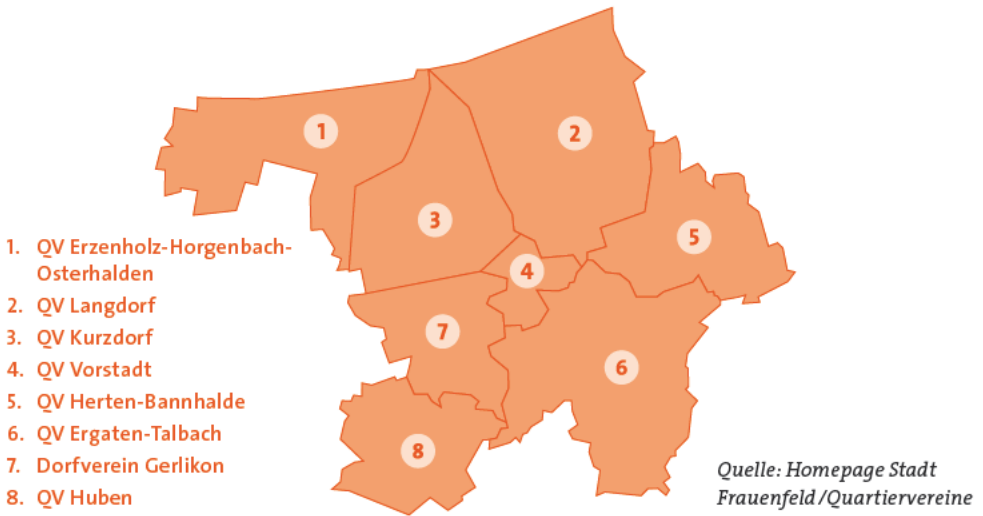 1
2
3
4
5
6
7
8
1. QV Erzenholz-Horgenbach-
Osterhalden
2. QV Langdorf
3. QV Kurzdorf
4. QV Vorstadt
5. QV Herten-Bannhalde
6. QV Ergaten-Talbach
7. Dorfverein Gerlikon
8. QV Huben
Quelle: Homepage Stadt
Frauenfeld/Quartiervereine